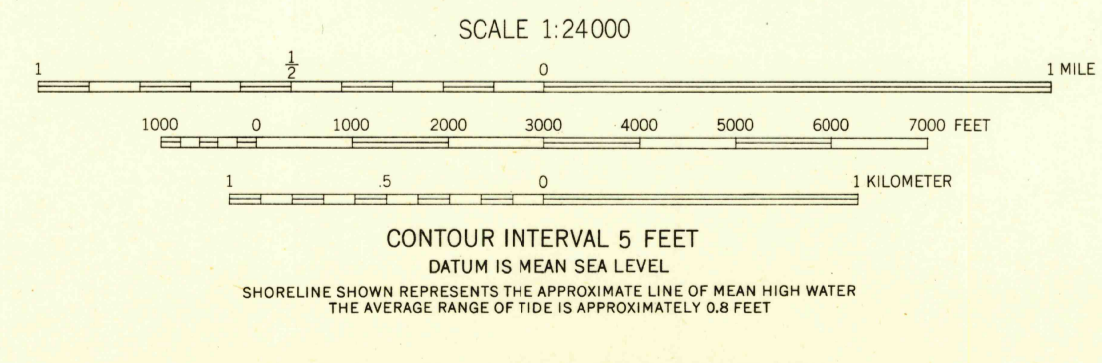 SCALE 1:24000
1 1/2 0 1 MILE
1000 0 1000 2000 3000 4000 5000 6000 7000 FEET
1 .5 0 1 KILOMETER
CONTOUR INTERVAL 5 FEET
DATUM IS MEAN SEA LEVEL
SHORELINE SHOWN REPRESENTS THE APPROXIMATE LINE OF MEAN HIGH WATER
THE AVERAGE RANGE OF TIDE IS APPROXIMATELY 0.8 FEET